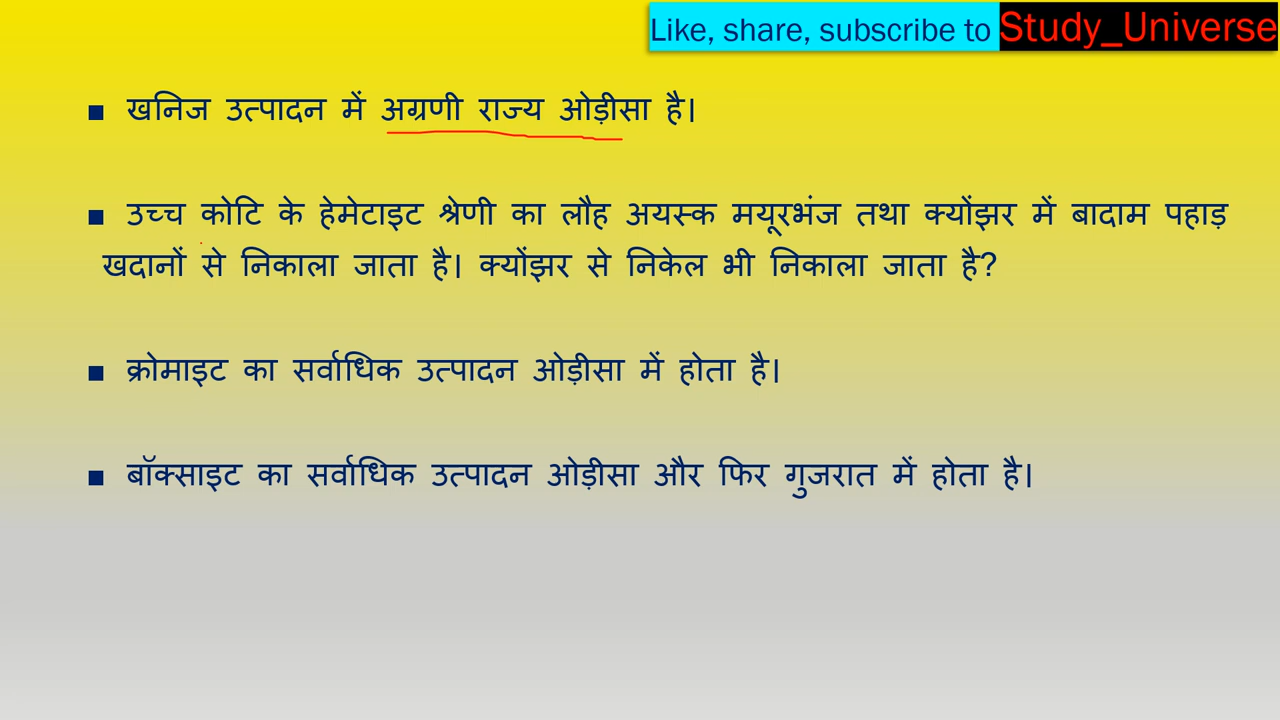 Like, share, subscribe to Study_Universe
▪ खनिज उत्पादन में अग्रणी राज्य ओड़ीसा है।
▪ उच्च कोटि के हेमेटाइट श्रेणी का लौह अयस्क मयूरभंज तथा क्योंझर में बादाम पहाड़
खदानों से निकाला जाता है। क्योंझर से निकेल भी निकाला जाता है?
▪ क्रोमाइट का सर्वाधिक उत्पादन ओड़ीसा में होता है।
▪ बॉक्साइट का सर्वाधिक उत्पादन ओड़ीसा और फिर गुजरात में होता है।